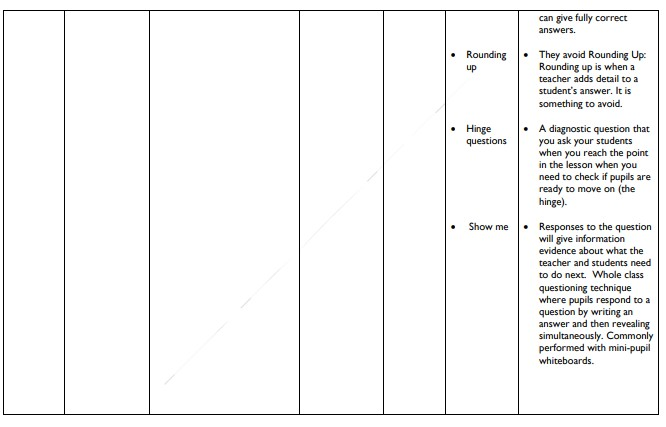 can give fully correct
answers.
• Rounding
up
• They avoid Rounding Up:
Rounding up is when a
teacher adds detail to a
student's answer. It is
something to avoid.
• Hinge
questions
• A diagnostic question that
you ask your students
when you reach the point
in the lesson when you
need to check if pupils are
ready to move on (the
hinge).
• Show me
• Responses to the question
will give information
evidence about what the
teacher and students need
to do next. Whole class
questioning technique
where pupils respond to a
question by writing an
answer and then revealing
simultaneously. Commonly
performed with mini-pupil
whiteboards.